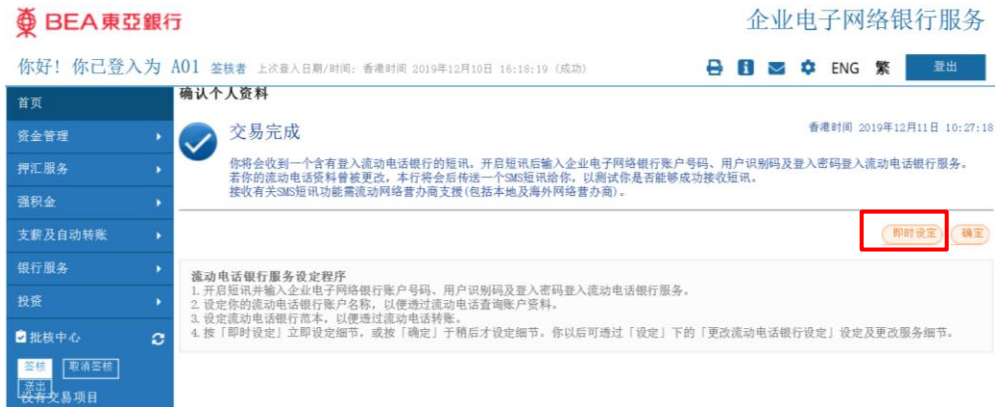 BEA東亞銀行
企业电子网络银行服务
你好! 你已登入为 A01 签核者 上次登入日期/时间: 香港时间 2019年12月10日 16:18:19 (成功)
ENG 繁 登出
首页
资金管理
押汇服务
强积金
支薪及自动转账
银行服务
投资
批核中心
签核 取消签核
送出
没有交易项目
确认个人资料
交易完成
香港时间 2019年12月11日 10:27:18
你将会收到一个含有登入流动电话银行的短讯。开启短讯后输入企业电子网络银行账户号码、用户识别码及登入密码登入流动电话银行服务。
若你的流动电话资料曾被更改，本行将会后传送一个SMS短讯给你，以测试你是否能够成功接收短讯。
接收有关SMS短讯功能需流动网络营办商支援(包括本地及海外网络营办商)。
即时设定 确定
流动电话银行服务设定程序
1. 开启短讯并输入企业电子网络银行账户号码、用户识别码及登入密码登入流动电话银行服务。
2. 设定你的流动电话银行账户名称，以便透过流动电话查询账户资料。
3. 设定流动电话银行范本，以便透过流动电话转账。
4. 按「即时设定」立即设定细节，或按「确定」于稍后才设定细节。你以后可透过「设定」下的「更改流动电话银行设定」设定及更改服务细节。